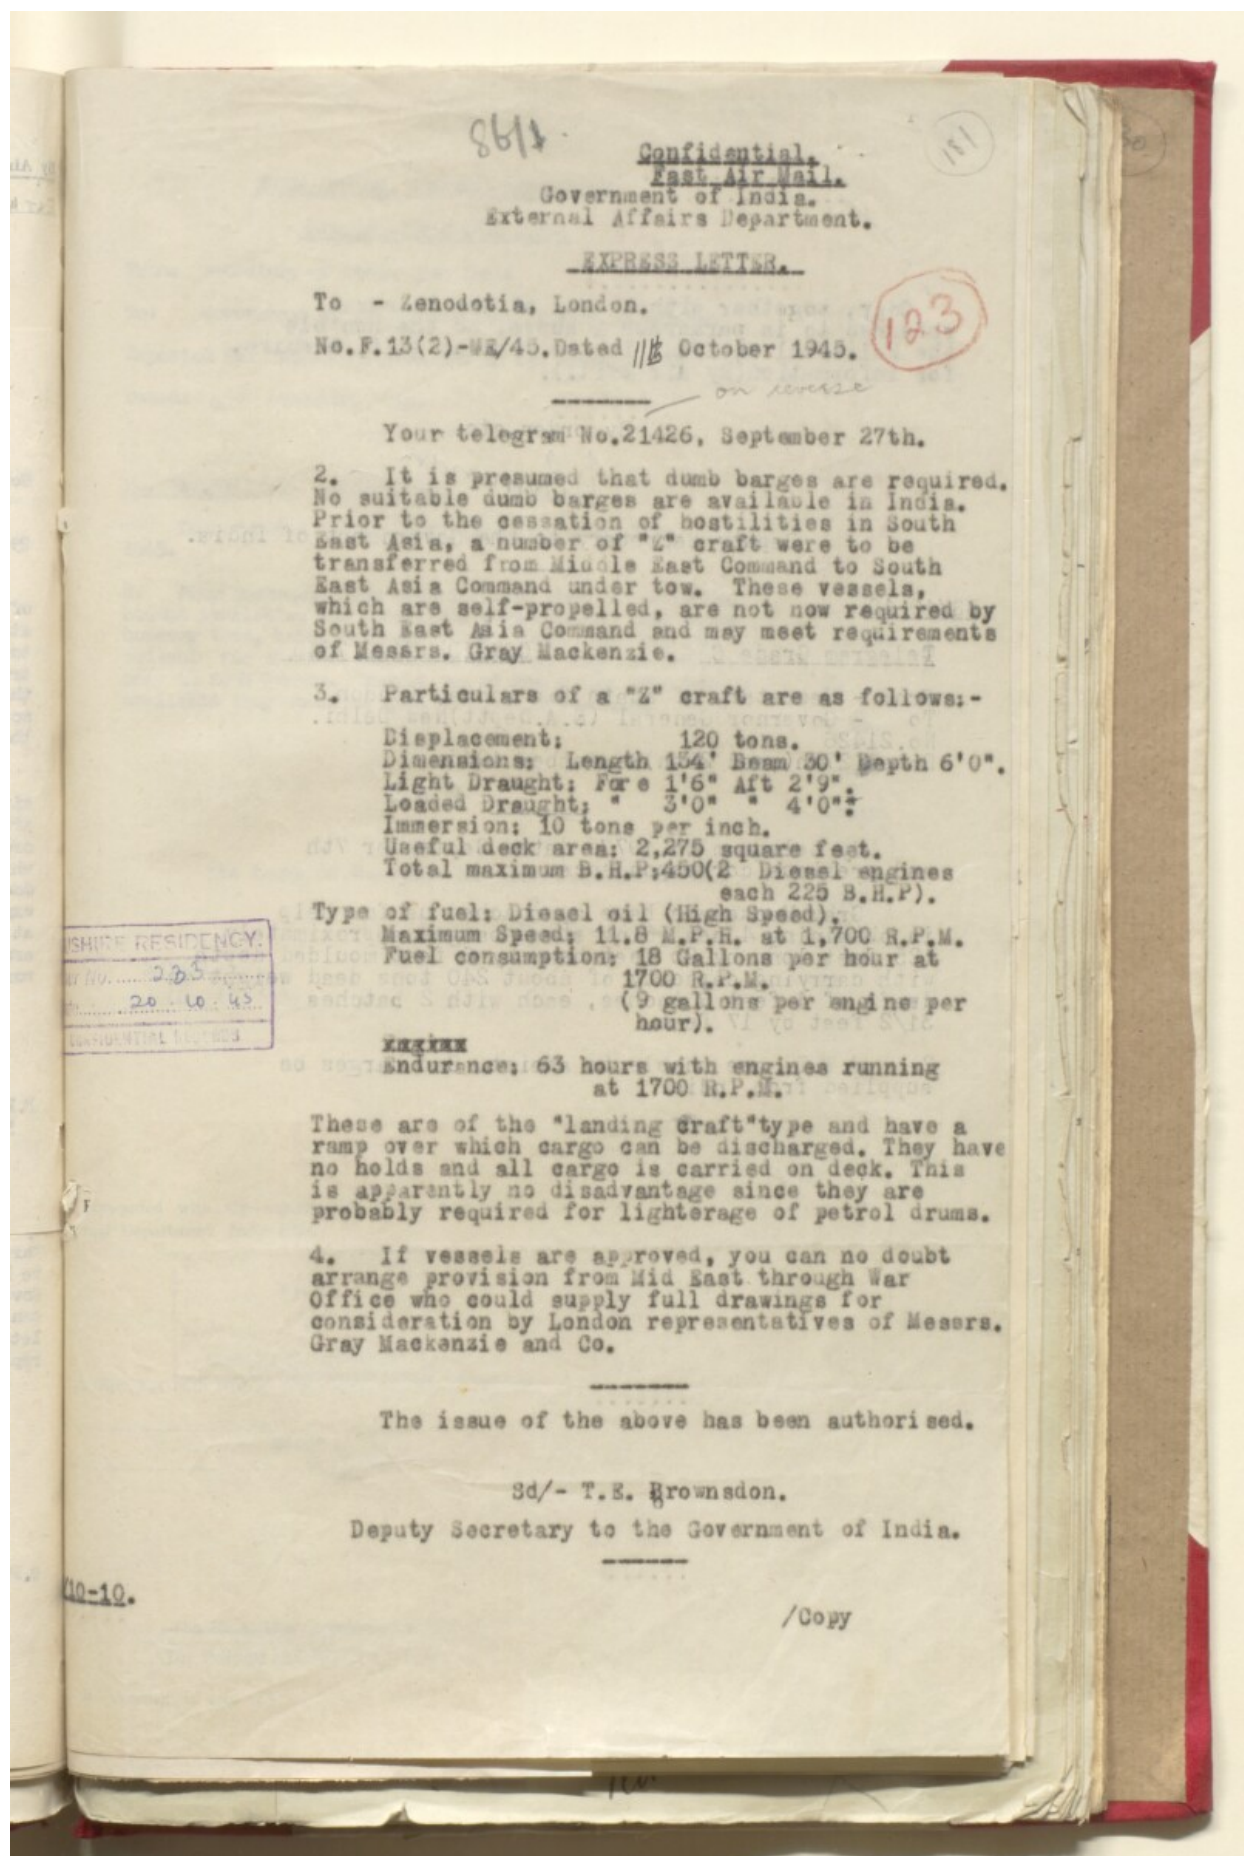 86/1
98
181
Confidential.
Fast Air Mail.
Government of India.
External Affairs Department.
EXPRESS LETTER.
To - Zenodotia, London.
123
No.F.13(2)-ME/45.Dated 11th October 1945.
on reverse
Your telegram No.21426, September 27th.
2. It is presumed that dumb barges are required.
No suitable dumb barges are available in India.
Prior to the cessation of hostilities in South
East Asia, a number of "Z" craft were to be
transferred from Middle East Command to South
East Asia Command under tow. These vessels,
which are self-propelled, are not now required by
South East Asia Command and may meet requirements
of Messrs. Gray Mackenzie.
3. Particulars of a "Z" craft are as follows:-
Displacement: 120 tons.
Dimensions: Length 134' Beam 30' Depth 6'0".
Light Draught: Fore 1'6" Aft 2'9".
Loaded Draught: " 3'0" " 4'0".
Immersion: 10 tons per inch.
Useful deck area: 2,275 square feet.
Total maximum B.H.P:450(2 Diesel engines
each 225 B.H.P).
Type of fuel: Diesel oil (High Speed).
Maximum Speed: 11.8 M.P.H. at 1,700 R.P.M.
Fuel consumption: 18 Gallons per hour at
1700 R.P.M.
(9 gallons per engine per
hour).
Endurance: 63 hours with engines running
at 1700 R.P.M.
These are of the "landing Craft"type and have a
ramp over which cargo can be discharged. They have
no holds and all cargo is carried on deck. This
is apparently no disadvantage since they are
probably required for lighterage of petrol drums.
4. If vessels are approved, you can no doubt
arrange provision from Mid East through War
Office who could supply full drawings for
consideration by London representatives of Messrs.
Gray Mackenzie and Co.
The issue of the above has been authorised.
Sd/- T.E. Brownsdon.
Deputy Secretary to the Government of India.
/10-10.
/Copy
USHIRE RESIDENCY.
No. 235
20.10.45
CONFIDENTIAL RECORDS